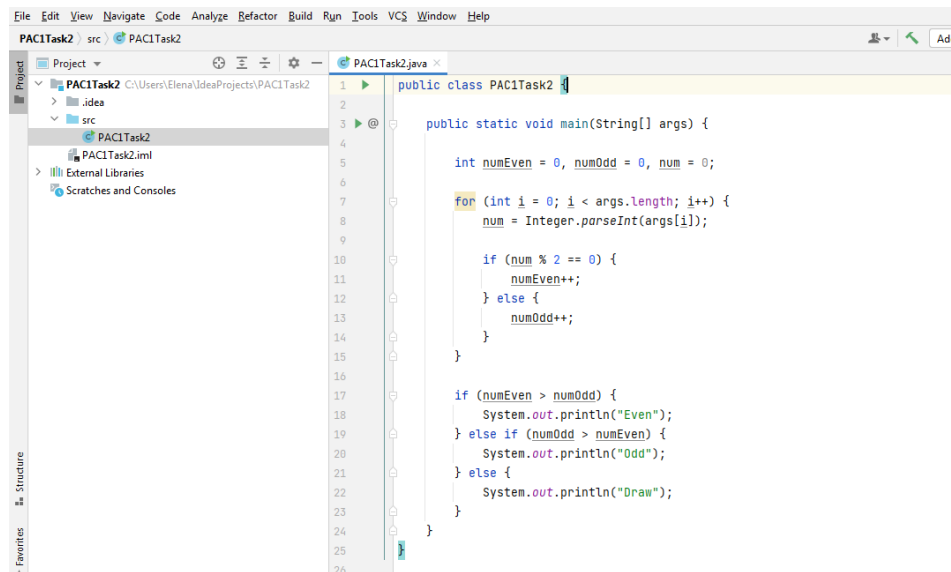 File Edit View Navigate Code Analyze Refactor Build Run Tools VCS Window Help
PAC1Task2 src PAC1Task2
Ad
Project
Project
PAC1Task2.java
PAC1Task2 C:\Users\Elena\IdeaProjects\PAC1Task2
.idea
src
PAC1Task2
PAC1Task2.iml
External Libraries
Scratches and Consoles
Structure
Favorites
1 public class PAC1Task2 {
2
3 @ public static void main(String[] args) {
4
5 int numEven = 0, numOdd = 0, num = 0;
6
7 for (int i = 0; i < args.length; i++) {
8 num = Integer.parseInt(args[i]);
9
10 if (num % 2 == 0) {
11 numEven++;
12 } else {
13 numOdd++;
14 }
15 }
16
17 if (numEven > numOdd) {
18 System.out.println("Even");
19 } else if (numOdd > numEven) {
20 System.out.println("Odd");
21 } else {
22 System.out.println("Draw");
23 }
24 }
25 }
26